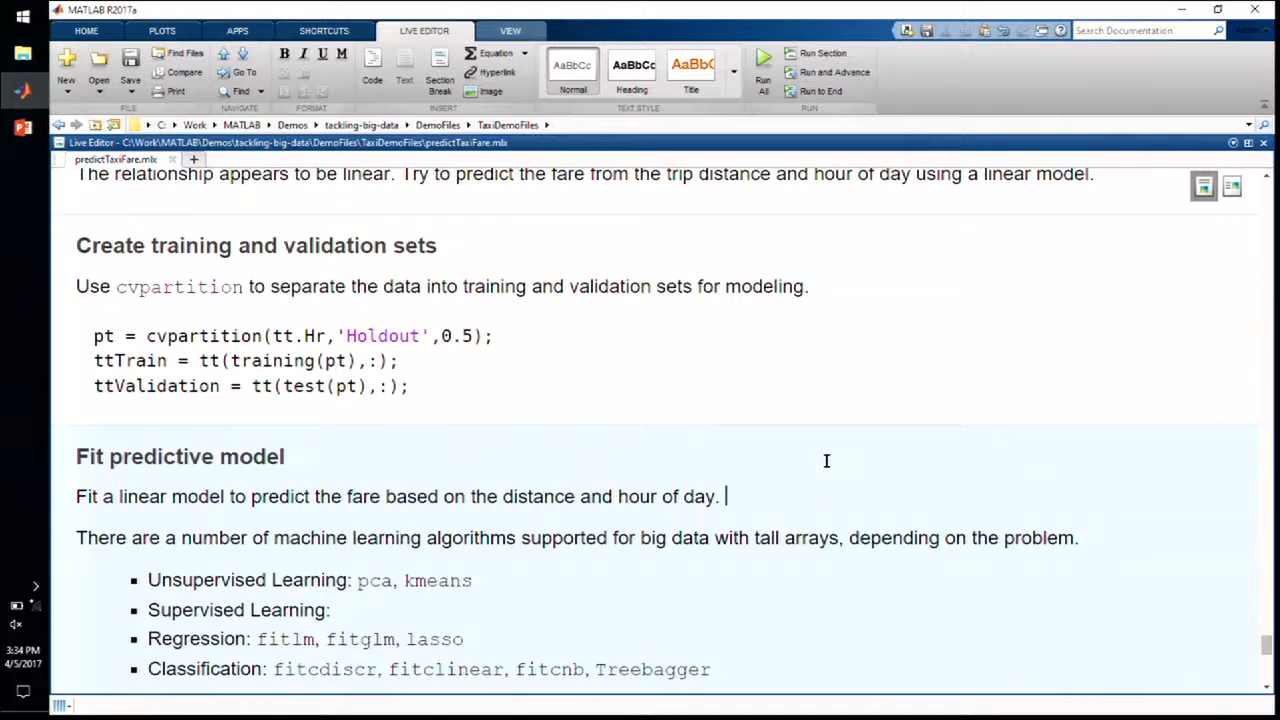 MATLAB R2017a
HOME PLOTS APPS SHORTCUTS LIVE EDITOR VIEW Search Documentation
New Open Save Find Files Compare Print Go To Find B I U M Code Text Section Break Equation Hyperlink Image AaBbCc Normal AaBbCc Heading AaBbC Title Run All Run Section Run and Advance Run to End
FILE NAVIGATE FORMAT INSERT TEXT STYLE RUN
C: Work MATLAB Demos tackling-big-data DemoFiles TaxiDemoFiles
Live Editor - C:\Work\MATLAB\Demos\tackling-big-data\DemoFiles\TaxiDemoFiles\predictTaxiFare.mlx
predictTaxiFare.mlx
The relationship appears to be linear. Try to predict the fare from the trip distance and hour of day using a linear model.
Create training and validation sets
Use cvpartition to separate the data into training and validation sets for modeling.
pt = cvpartition(tt.Hr,'Holdout',0.5);
ttTrain = tt(training(pt),:);
ttValidation = tt(test(pt),:);
Fit predictive model
Fit a linear model to predict the fare based on the distance and hour of day.
There are a number of machine learning algorithms supported for big data with tall arrays, depending on the problem.
Unsupervised Learning: pca, kmeans
Supervised Learning:
Regression: fitlm, fitglm, lasso
Classification: fitcdiscr, fitclinear, fitcnb, Treebagger
3:34 PM
4/5/2017